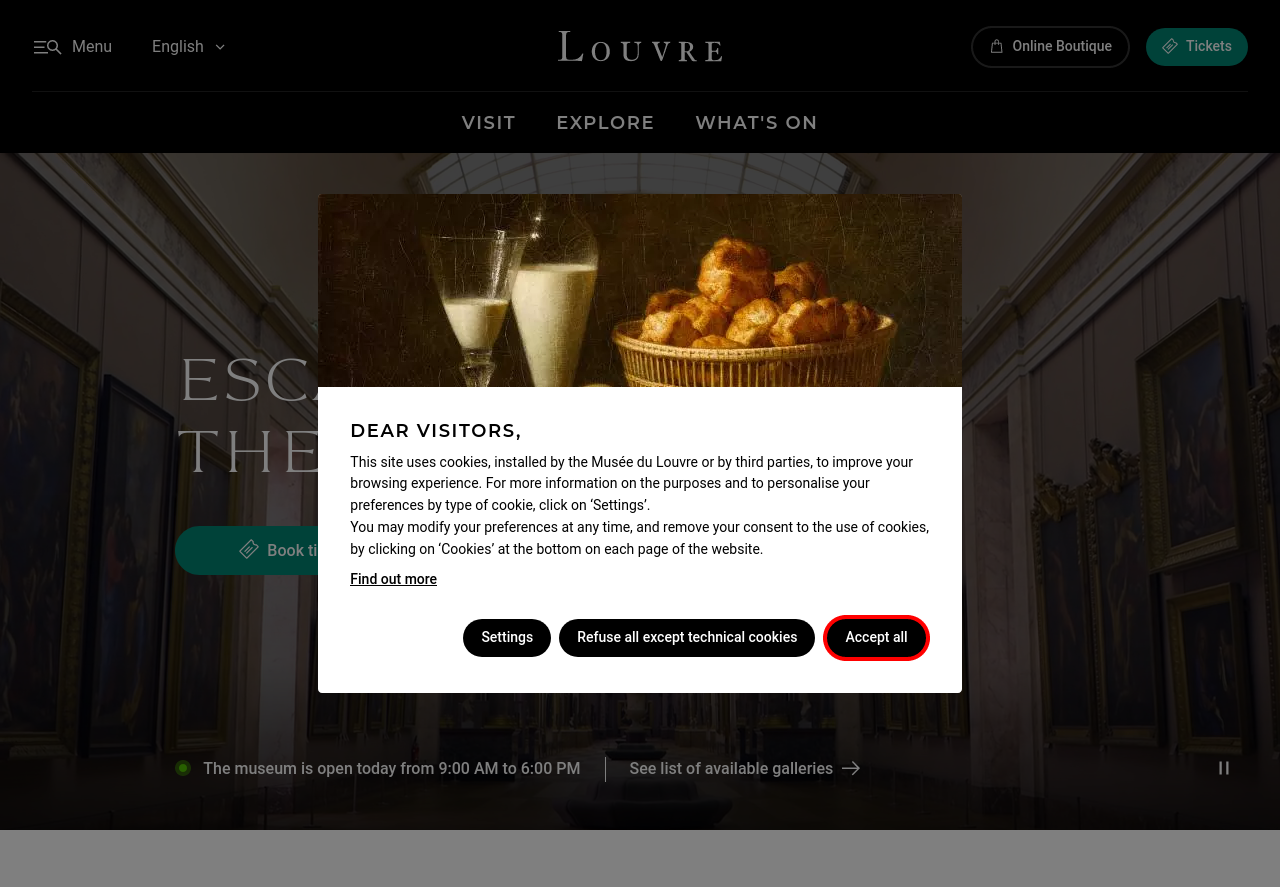 Menu
English
LOUVRE
Online Boutique
Tickets
VISIT
EXPLORE
WHAT'S ON
THE
DEAR VISITORS,
This site uses cookies, installed by the Musée du Louvre or by third parties, to improve your
browsing experience. For more information on the purposes and to personalise your
preferences by type of cookie, click on ‘Settings’.
You may modify your preferences at any time, and remove your consent to the use of cookies,
by clicking on ‘Cookies’ at the bottom on each page of the website.
Find out more
Book
Settings
Refuse all except technical cookies
Accept all
The museum is open today from 9:00 AM to 6:00 PM
See list of available galleries